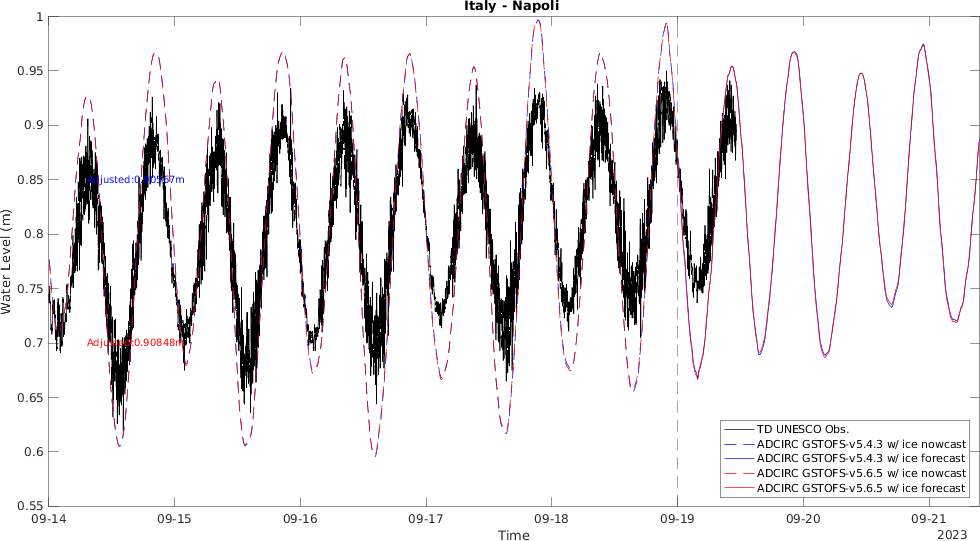 Italy - Napoli
1
0.95
0.9
0.85
0.8
0.75
0.7
0.65
0.6
0.55
Water Level (m)
Adjusted:0.90848m
TD UNESCO Obs.
ADCIRC GSTOFS-v5.4.3 w/ ice nowcast
ADCIRC GSTOFS-v5.4.3 w/ ice forecast
ADCIRC GSTOFS-v5.6.5 w/ ice nowcast
ADCIRC GSTOFS-v5.6.5 w/ ice forecast
09-14
09-15
09-16
09-17
09-18
09-19
09-20
09-21
Time
2023